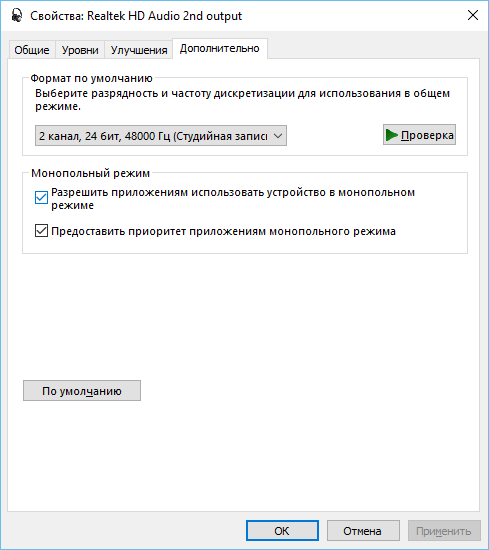 Свойства: Realtek HD Audio 2nd output
Общие Уровни Улучшения Дополнительно
Формат по умолчанию
Выберите разрядность и частоту дискретизации для использования в общем
режиме.
2 канал, 24 бит, 48000 Гц (Студийная запись Проверка
Монопольный режим
Разрешить приложениям использовать устройство в монопольном
режиме
Предоставить приоритет приложениям монопольного режима
По умолчанию
ОК Отмена Применить